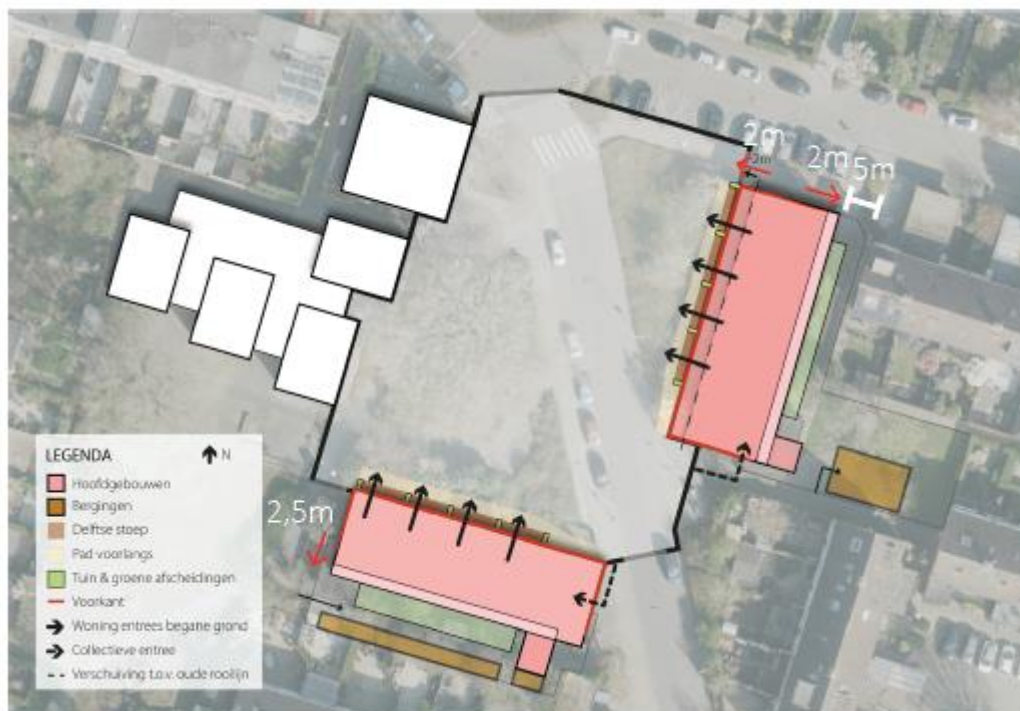 2m
2m
5m
2m
LEGENDA
N
Hoofdgebouwen
Bergingen
Delftse stoep
Pad voorlangs
Tuin & groene afscheidingen
Voorkant
Woning entrees begane grond
Collectieve entree
Verschuiving t.o.v. oude rooilijn
2,5m